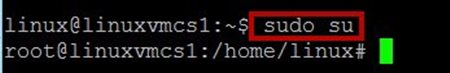 linux@linuxvmcs1:~$ sudo su
root@linuxvmcs1:/home/linux#